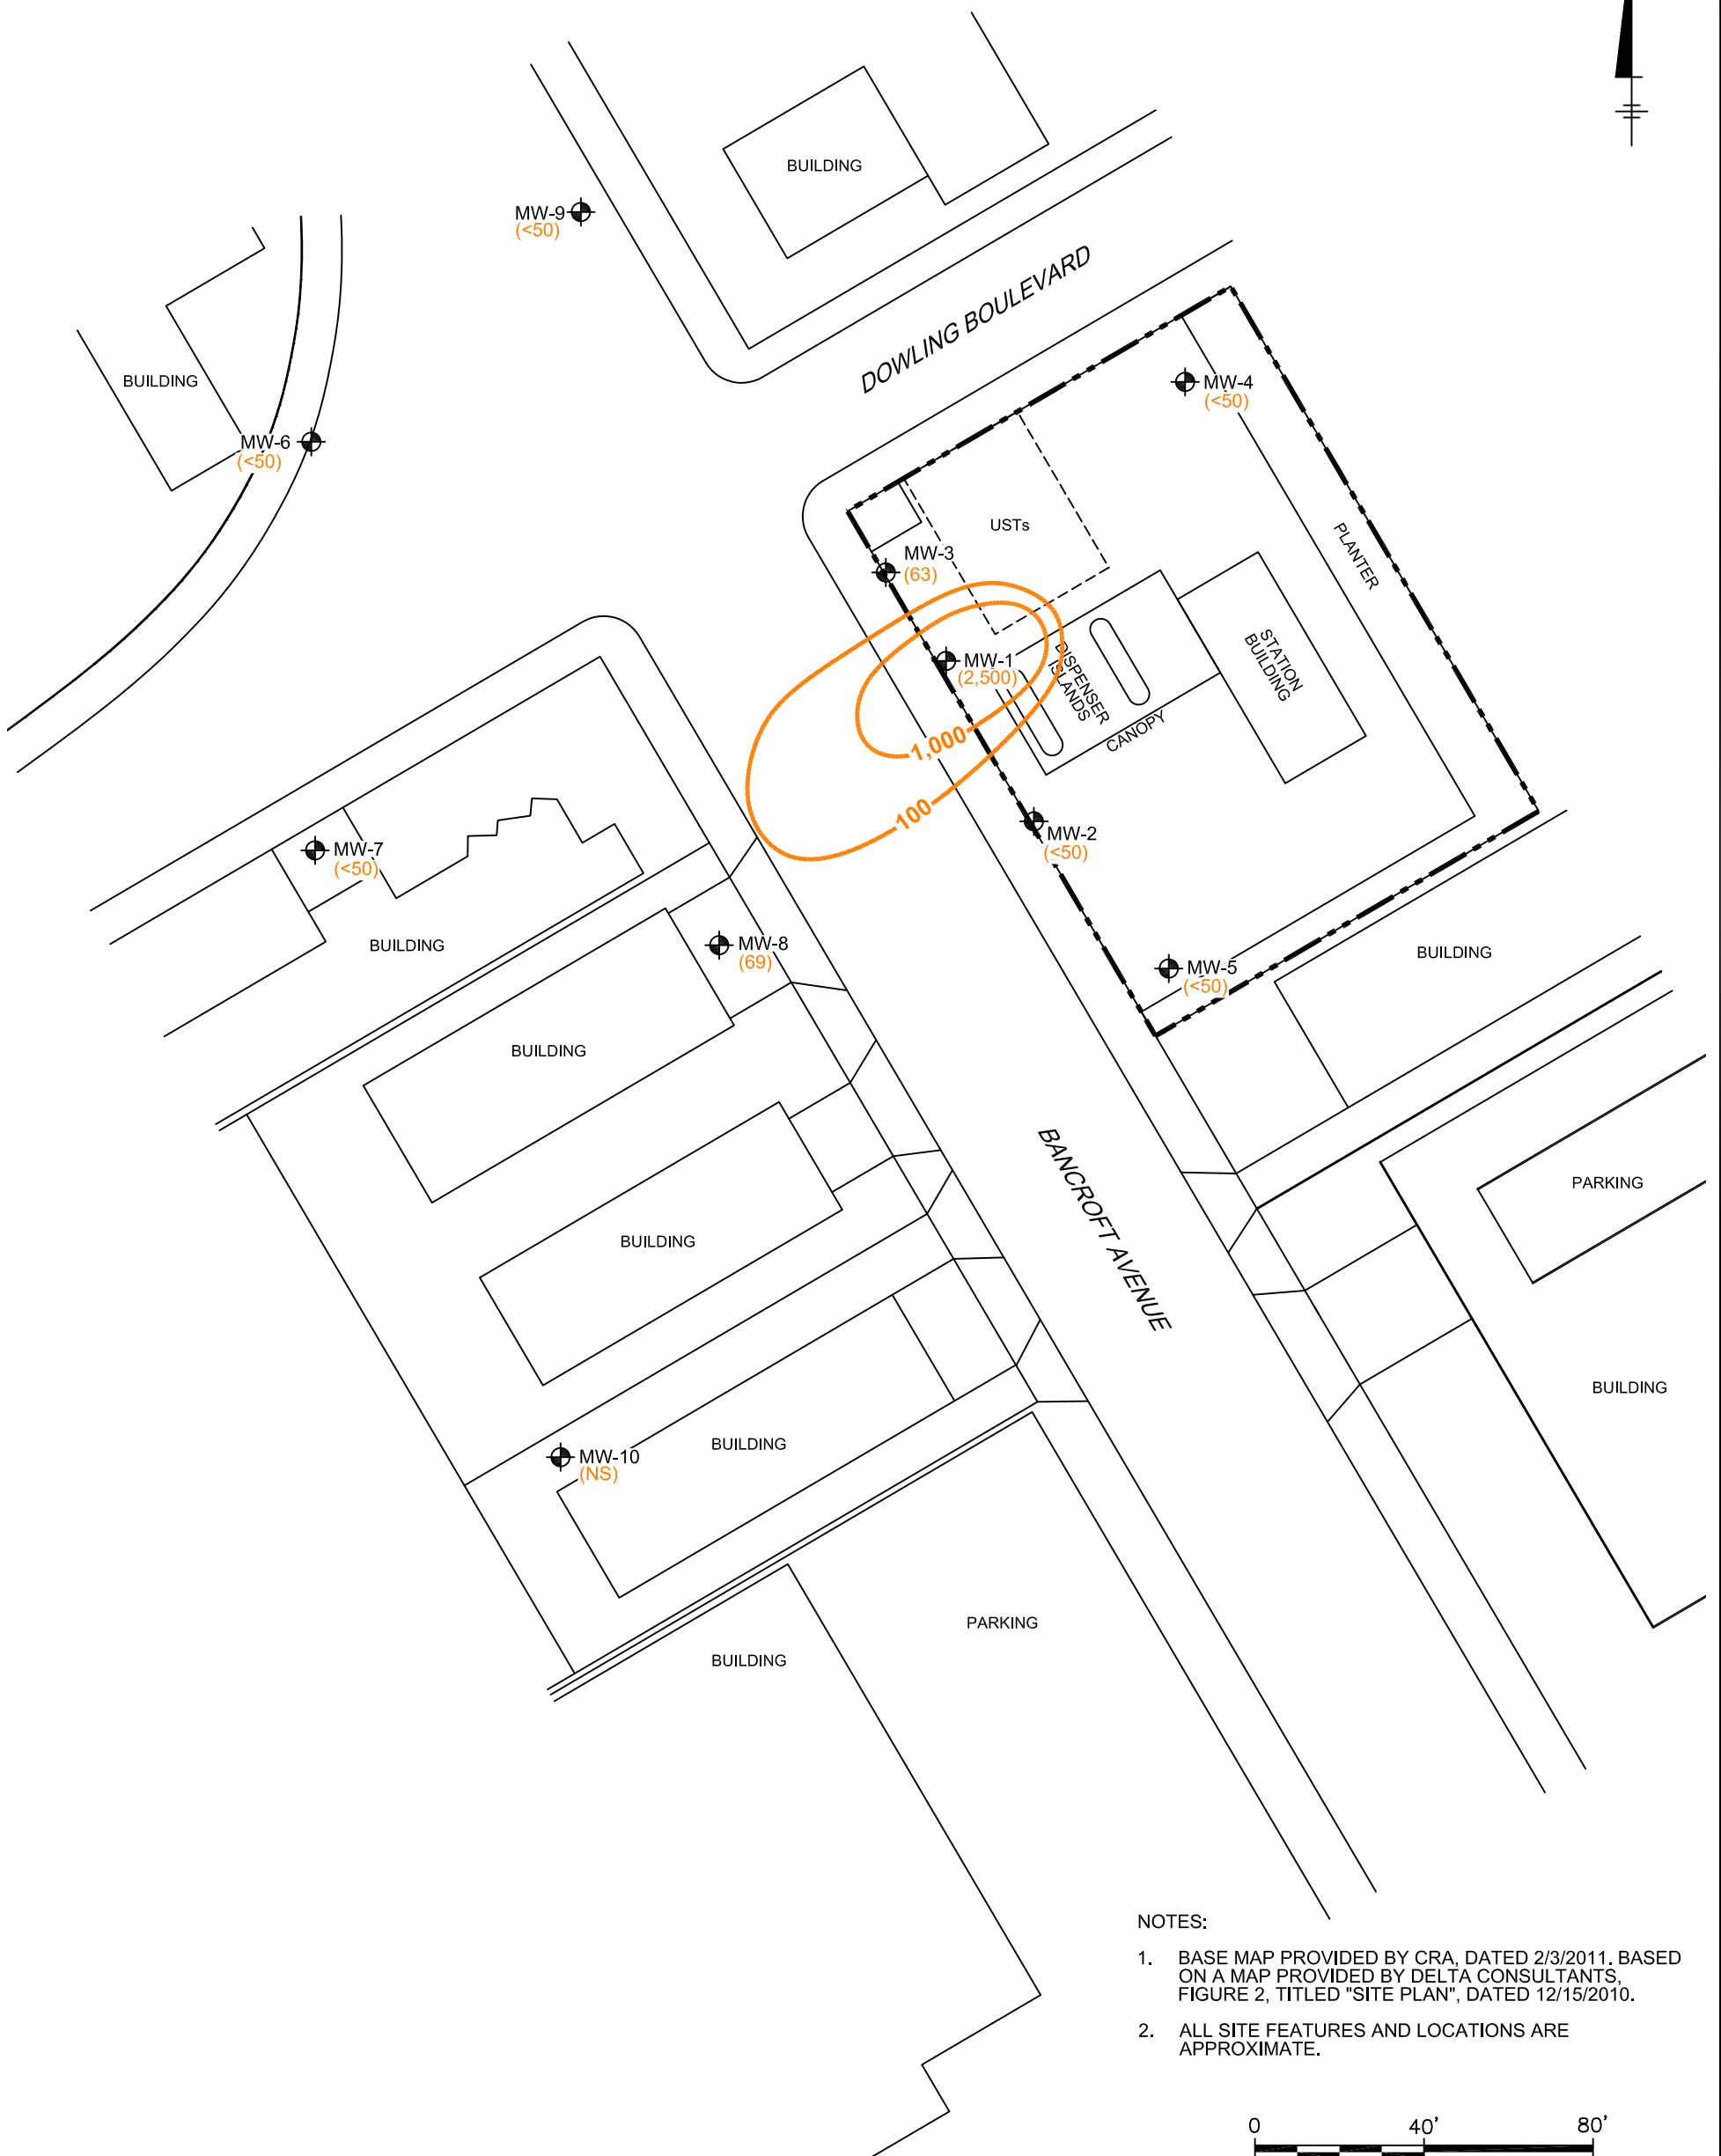 BUILDING
MW-9
(<50)
DOWLING BOULEVARD
BUILDING
MW-4
(<50)
MW-6
(<50)
USTs
PLANTER
MW-3
(63)
MW-1
(2,500)
DISPENSER
ISLANDS
STATION
BUILDING
CANOPY
1,000
100
MW-2
(<50)
MW-7
(<50)
BUILDING
MW-8
(69)
MW-5
(<50)
BUILDING
BUILDING
BANCROFT AVENUE
PARKING
BUILDING
BUILDING
BUILDING
MW-10
(NS)
PARKING
BUILDING
NOTES:
1. BASE MAP PROVIDED BY CRA, DATED 2/3/2011. BASED
ON A MAP PROVIDED BY DELTA CONSULTANTS,
FIGURE 2, TITLED "SITE PLAN", DATED 12/15/2010.
2. ALL SITE FEATURES AND LOCATIONS ARE
APPROXIMATE.
0 40' 80'